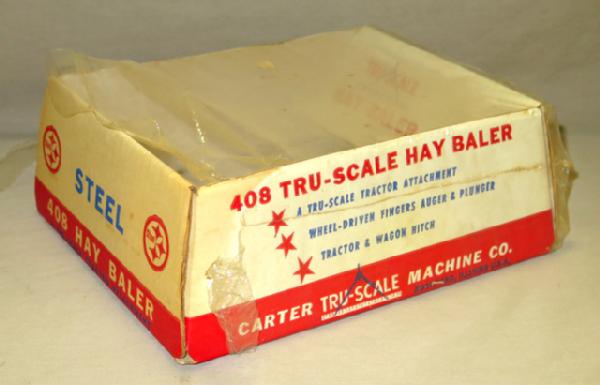 STEEL
408 HAY BALER
408 TRU-SCALE HAY BALER
A TRU-SCALE TRACTOR ATTACHMENT
WHEEL-DRIVEN FINGERS AUGER & PLUNGER
TRACTOR & WAGON HITCH
CARTER TRU-SCALE MACHINE CO.